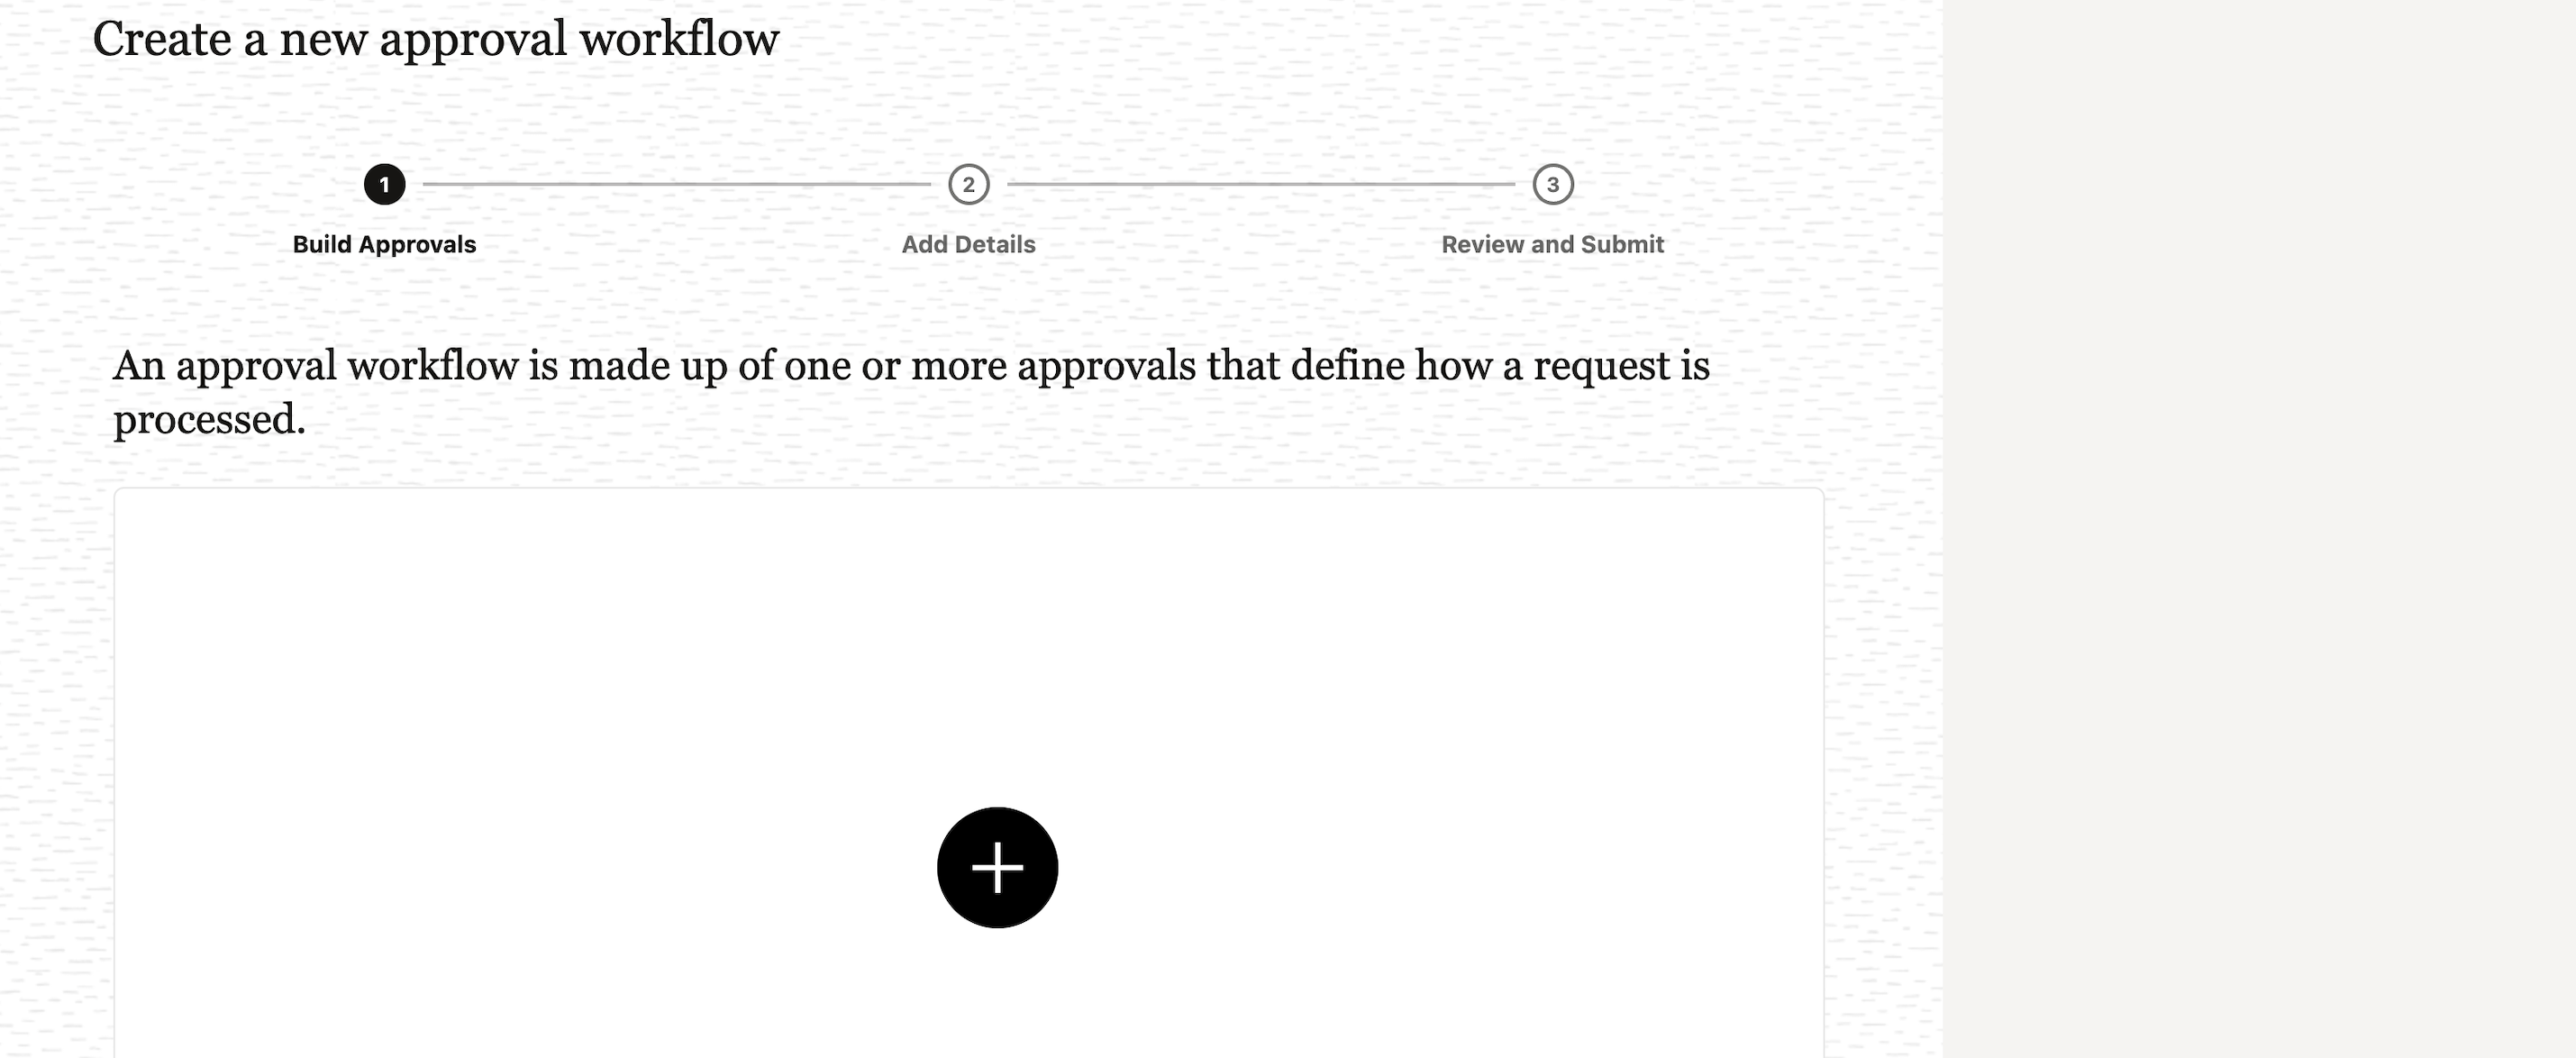 Create a new approval workflow
1
2
3
Build Approvals
Add Details
Review and Submit
An approval workflow is made up of one or more approvals that define how a request is
processed.